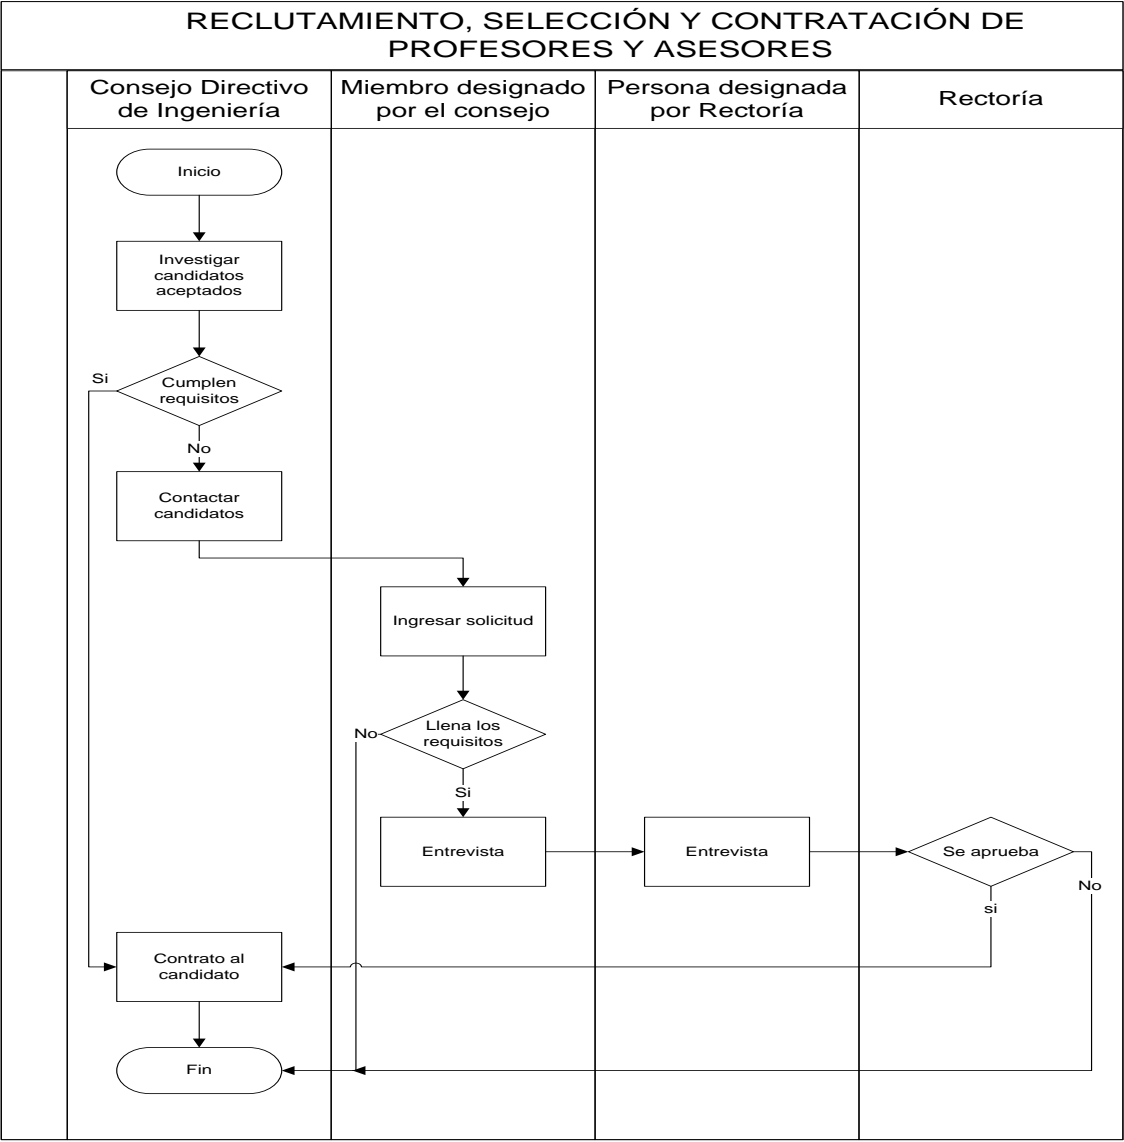 RECLUTAMIENTO, SELECCIÓN Y CONTRATACIÓN DE
PROFESORES Y ASESORES
Consejo Directivo
de Ingeniería
Miembro designado
por el consejo
Persona designada
por Rectoría
Rectoría
Inicio
Investigar
candidatos
aceptados
Si
Cumplen
requisitos
No
Contactar
candidatos
Ingresar solicitud
No
Llena los
requisitos
Si
Entrevista
Entrevista
Se aprueba
No
si
Contrato al
candidato
Fin